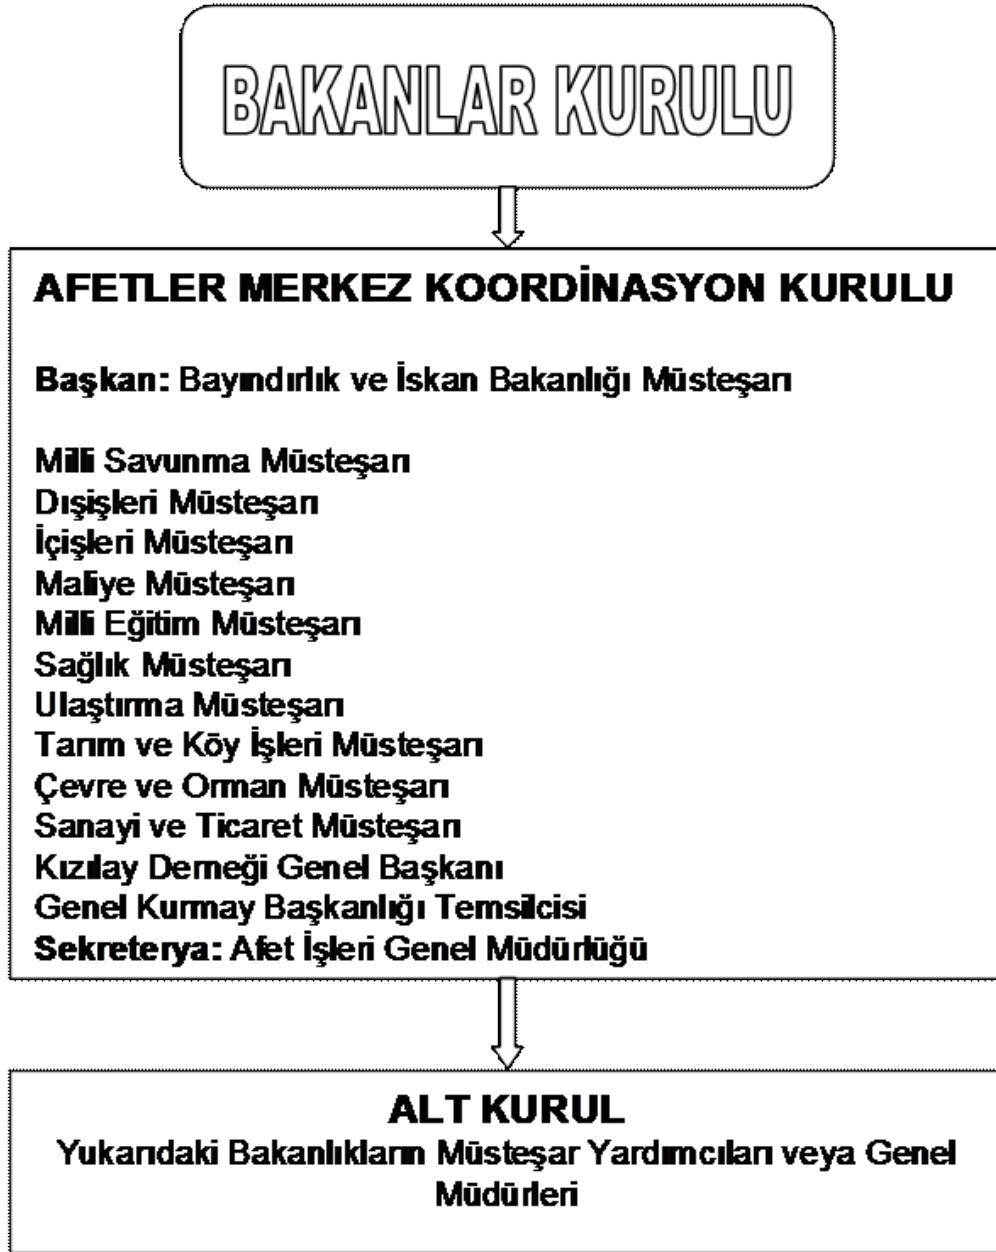 BAKANLAR KURULU
AFETLER MERKEZ KOORDİNASYON KURULU
Başkan: Bayındırlık ve İskan Bakanlığı Müsteşarı
Milli Savunma Müsteşarı
Dışişleri Müsteşarı
İçişleri Müsteşarı
Maliye Müsteşarı
Milli Eğitim Müsteşarı
Sağlık Müsteşarı
Ulaştırma Müsteşarı
Tarım ve Köy İşleri Müsteşarı
Çevre ve Orman Müsteşarı
Sanayi ve Ticaret Müsteşarı
Kızılay Derneği Genel Başkanı
Genel Kurmay Başkanlığı Temsilcisi
Sekreterya: Afet İşleri Genel Müdürlüğü
ALT KURUL
Yukarıdaki Bakanlıkların Müsteşar Yardımcıları veya Genel
Müdürleri